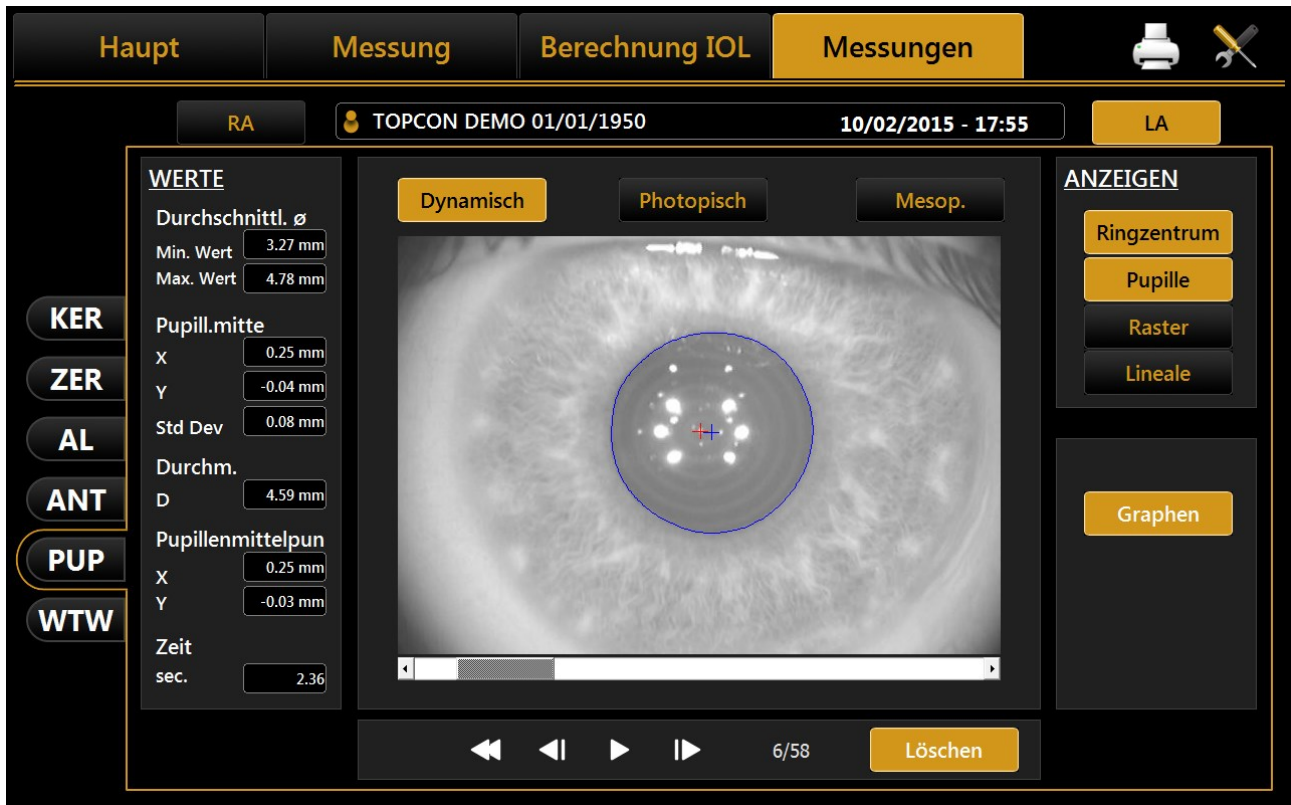 Haupt Messung Berechnung IOL Messungen
RA TOPCON DEMO 01/01/1950 10/02/2015 - 17:55 LA
WERTE
Durchschnittl. ø
Min. Wert 3.27 mm
Max. Wert 4.78 mm
Pupill.mitte
X 0.25 mm
Y -0.04 mm
Std Dev 0.08 mm
Durchm.
D 4.59 mm
Pupillenmittelpun
X 0.25 mm
Y -0.03 mm
Zeit
sec. 2.36
KER
ZER
AL
ANT
PUP
WTW
Dynamisch Photopisch Mesop.
6/58 Löschen
ANZEIGEN
Ringzentrum
Pupille
Raster
Lineale
Graphen